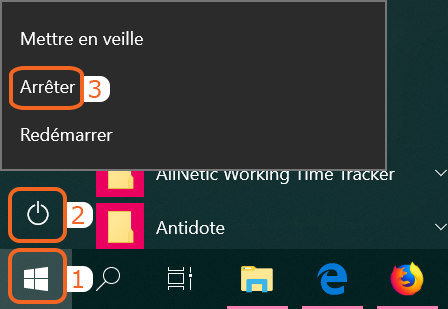 Mettre en veille
Arrêter 3
Redémarrer
AllNetic Working Time Tracker
2
Antidote
1